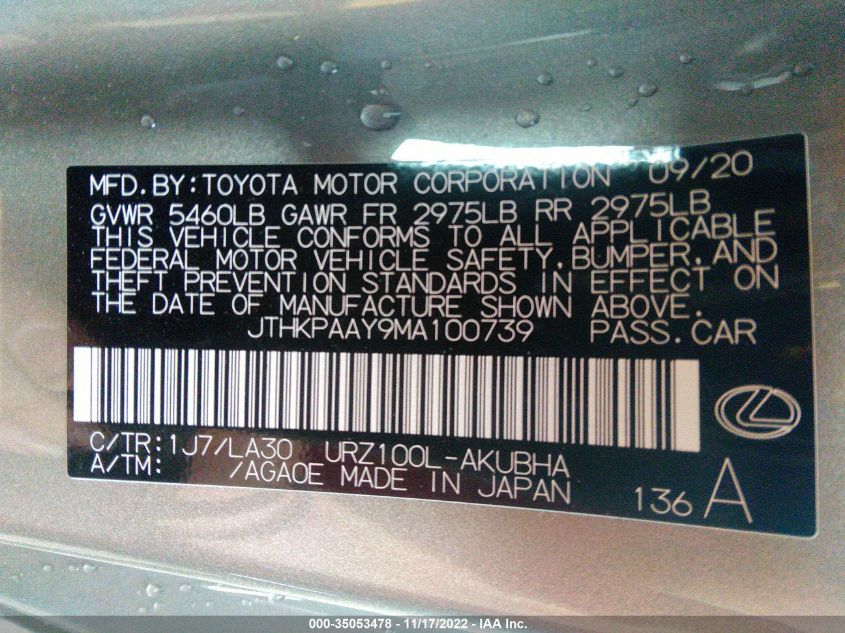 MFD.BY:TOYOTA MOTOR CORPORATION 09/20
GVWR 5460LB GAWR FR 2975LB RR 2975LB
THIS VEHICLE CONFORMS TO ALL APPLICABLE
FEDERAL MOTOR VEHICLE SAFETY,BUMPER,AND
THEFT PREVENTION STANDARDS IN EFFECT ON
THE DATE OF MANUFACTURE SHOWN ABOVE.
JTHKPAAY9MA100739 PASS.CAR
C/TR:1J7/LA30 URZ100L-AKUBHA
A/TM: /AGA0E MADE IN JAPAN
136 A
000-35053478 - 11/17/2022 - IAA Inc.